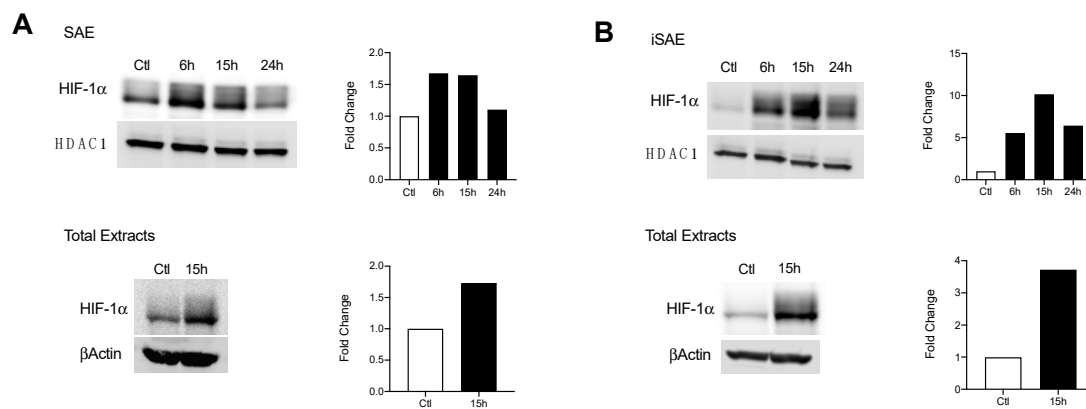 A
SAE
Ctl 6h 15h 24h
HIF-1α
HDAC1
Fold Change
2.0
1.5
1.0
0.5
0.0
Ctl 6h 15h 24h
Total Extracts
Ctl 15h
HIF-1α
βActin
Fold Change
2.0
1.5
1.0
0.5
0.0
Ctl 15h
B
iSAE
Ctl 6h 15h 24h
HIF-1α
HDAC1
Fold Change
15
10
5
0
Ctl 6h 15h 24h
Total Extracts
Ctl 15h
HIF-1α
βActin
Fold Change
4
3
2
1
0
Ctl 15h